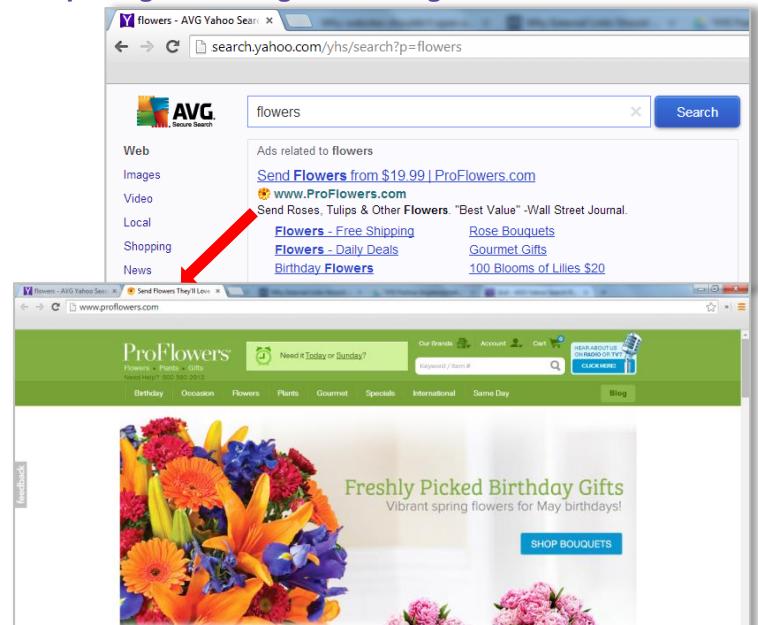 flowers - AVG Yahoo Sear
search.yahoo.com/yhs/search?p=flowers
AVG.
Secure Search
flowers
Search
Web
Images
Video
Local
Shopping
News
Ads related to flowers
Send Flowers from $19.99 | ProFlowers.com
www.ProFlowers.com
Send Roses, Tulips & Other Flowers. "Best Value" -Wall Street Journal.
Flowers - Free Shipping Rose Bouquets
Flowers - Daily Deals Gourmet Gifts
Birthday Flowers 100 Blooms of Lilies $20
flowers - AVG Yahoo Sear Send Flowers They'll Love
www.proflowers.com
ProFlowers
Flowers • Plants • Gifts
Need Help? 800.580.2913
Need it Today or Sunday?
Our Brands Account Cart
Keyword / Item #
HEAR ABOUT US
ON RADIO OR TV?
CLICK HERE
Birthday Occasion Flowers Plants Gourmet Specials International Same Day Blog
feedback
Freshly Picked Birthday Gifts
Vibrant spring flowers for May birthdays!
SHOP BOUQUETS